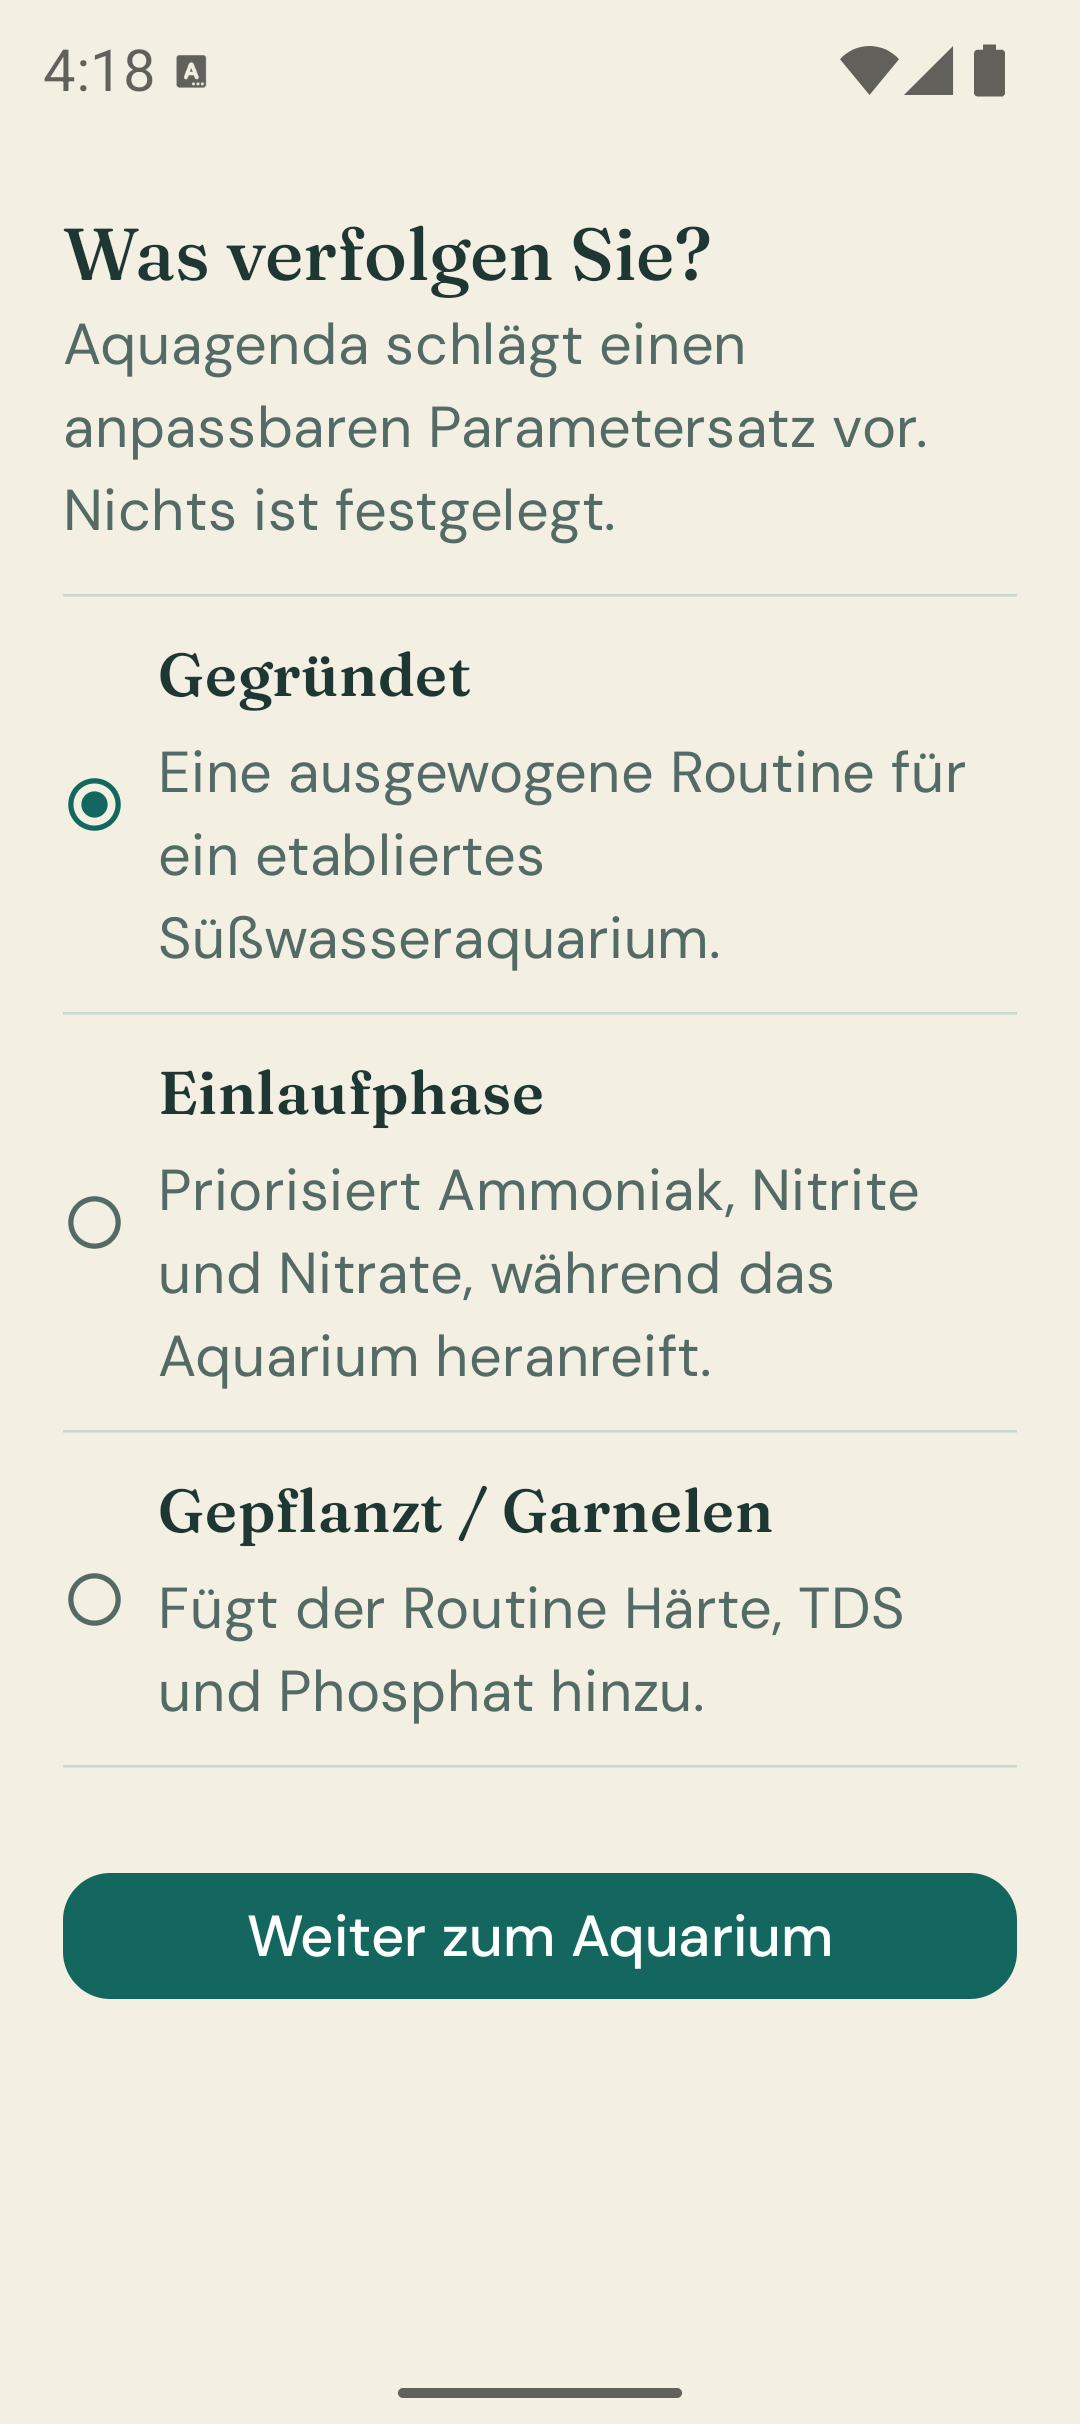 4:18
Was verfolgen Sie?
Aquagenda schlägt einen
anpassbaren Parametersatz vor.
Nichts ist festgelegt.
Gegründet
Eine ausgewogene Routine für
ein etabliertes
Süßwasseraquarium.
Einlaufphase
Priorisiert Ammoniak, Nitrite
und Nitrate, während das
Aquarium heranreift.
Gepflanzt / Garnelen
Fügt der Routine Härte, TDS
und Phosphat hinzu.
Weiter zum Aquarium